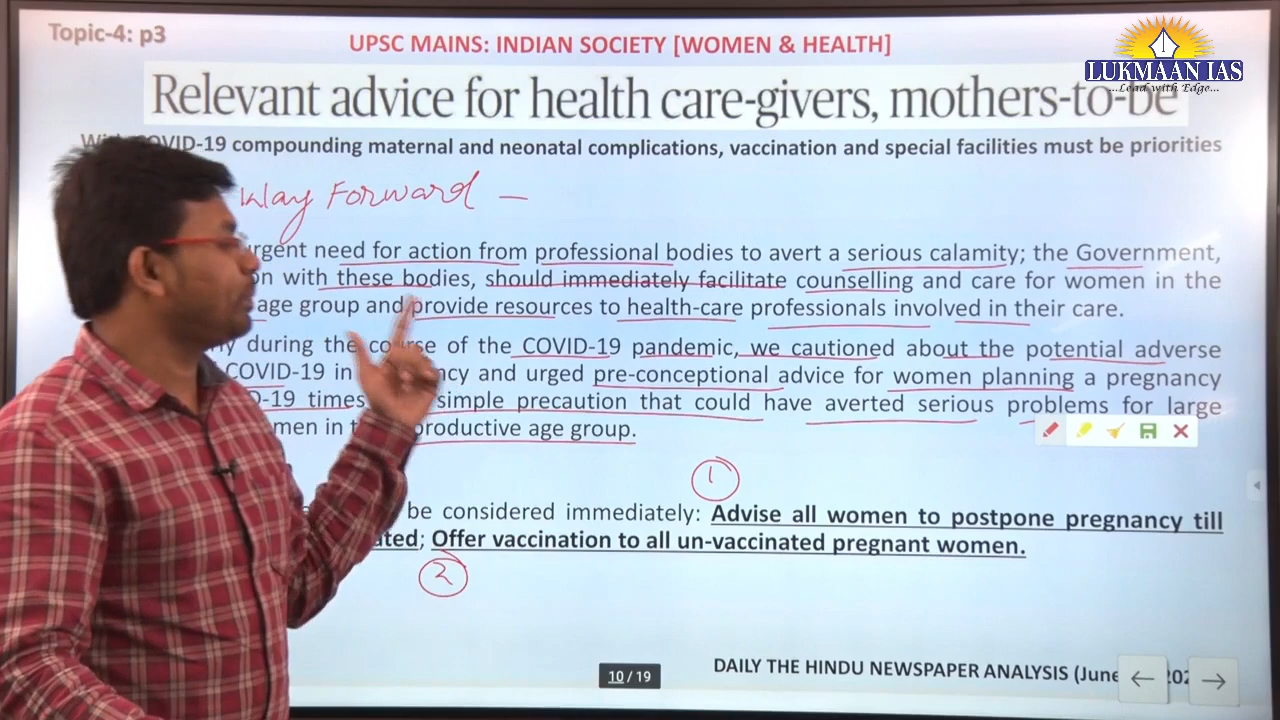 Topic-4: p3
UPSC MAINS: INDIAN SOCIETY [WOMEN & HEALTH]
LUKMAAN IAS
...Lead with Edge...
Relevant advice for health care-givers, mothers-to-be
COVID-19 compounding maternal and neonatal complications, vaccination and special facilities must be priorities
Way Forward –
need for action from professional bodies to avert a serious calamity; the Government,
with these bodies, should immediately facilitate counselling and care for women in the
age group and provide resources to health-care professionals involved in their care.
during the course of the COVID-19 pandemic, we cautioned about the potential adverse
COVID-19 in and urged pre-conceptional advice for women planning a pregnancy
times simple precaution that could have averted serious problems for large
in productive age group.
1
be considered immediately: Advise all women to postpone pregnancy till
; Offer vaccination to all un-vaccinated pregnant women.
2
10 / 19
DAILY THE HINDU NEWSPAPER ANALYSIS (June